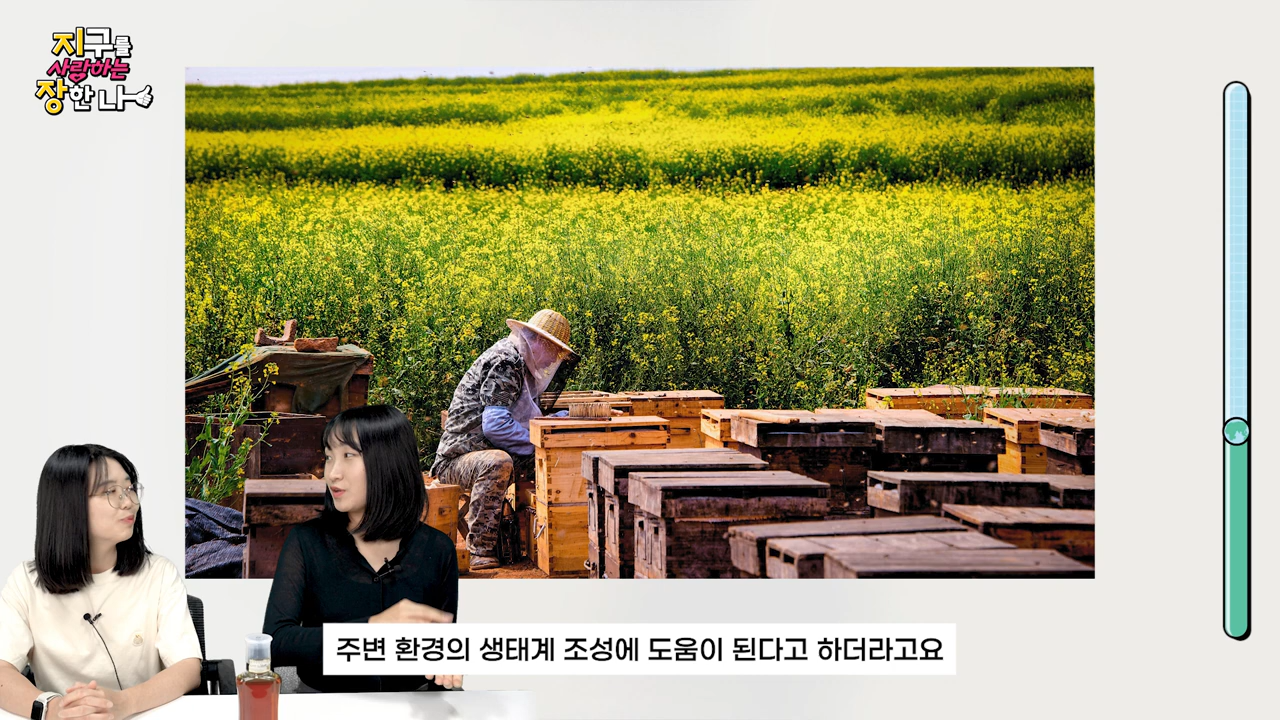 지구를
사랑하는
장한 나
주변 환경의 생태계 조성에 도움이 된다고 하더라고요